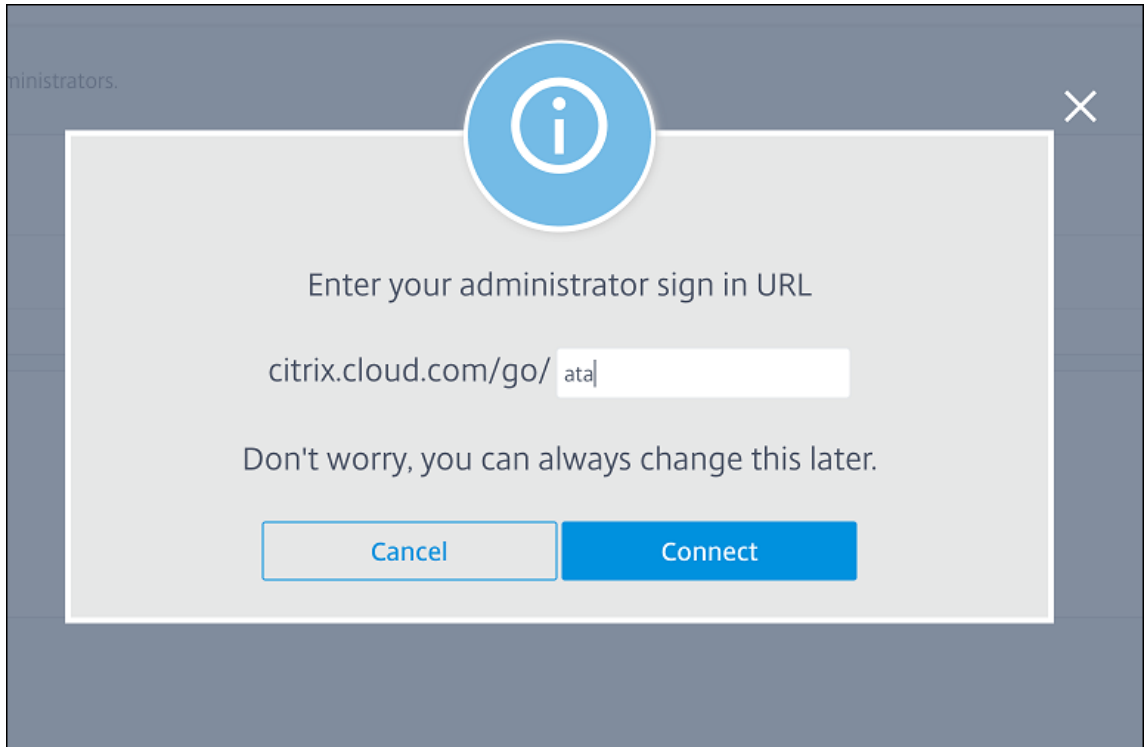 ministrators.
Enter your administrator sign in URL
citrix.cloud.com/go/ ata
Don't worry, you can always change this later.
Cancel Connect